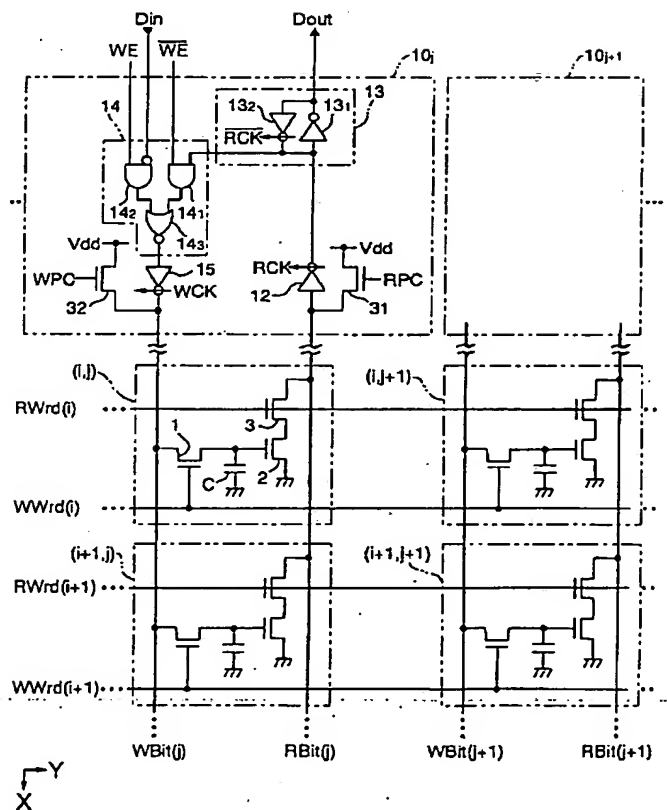 Din Dout
WE W̅E̅ 10j 10j+1
13
13₂ 13₁
14 R̅C̅K̅
14₂ 14₁
14₃
Vdd Vdd
15 RCK
WPC WCK RPC
32 12 31
(i,j) (i,j+1)
RWrd(i)
1 3
C 2
WWrd(i)
(i+1,j) (i+1,j+1)
RWrd(i+1)
WWrd(i+1)
WBit(j) RBit(j) WBit(j+1) RBit(j+1)
Y
X